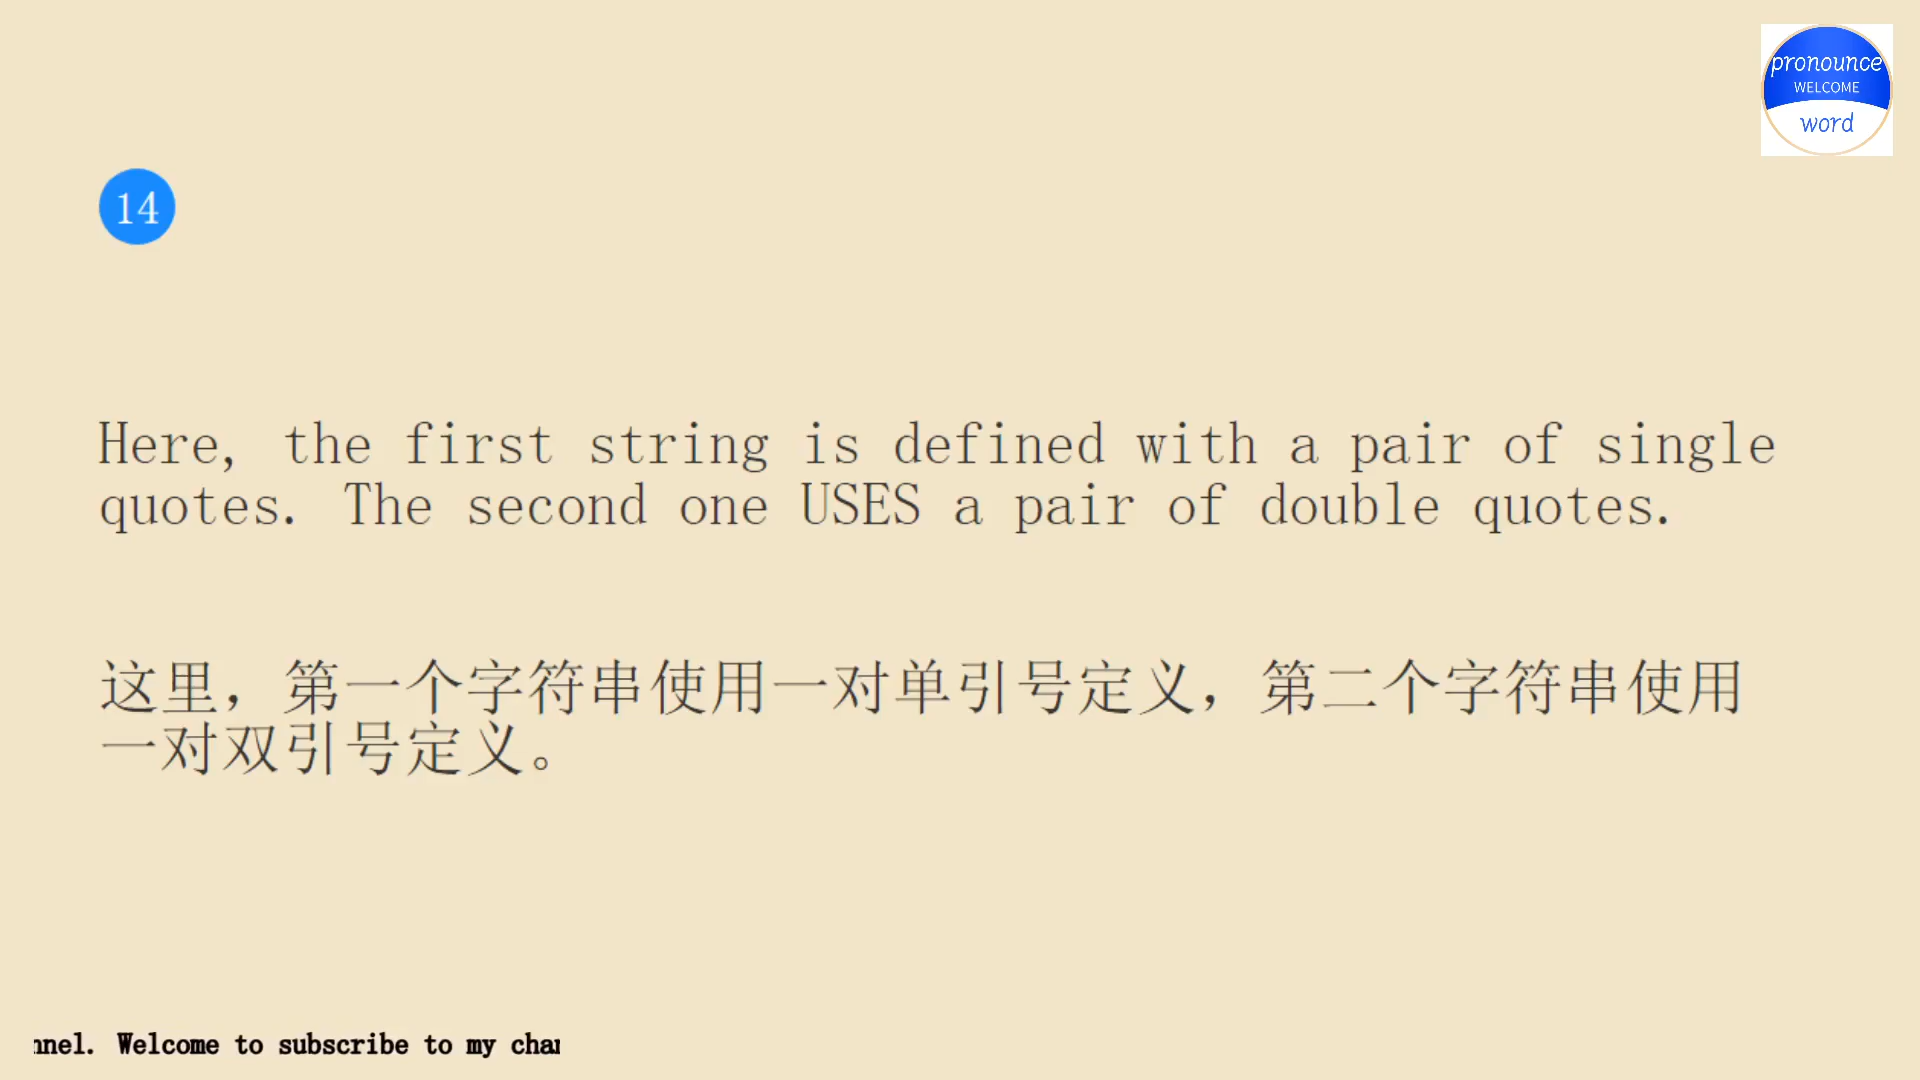 pronounce
WELCOME
word
14
Here, the first string is defined with a pair of single
quotes. The second one USES a pair of double quotes.
这里，第一个字符串使用一对单引号定义，第二个字符串使用
一对双引号定义。
nnel. Welcome to subscribe to my chan